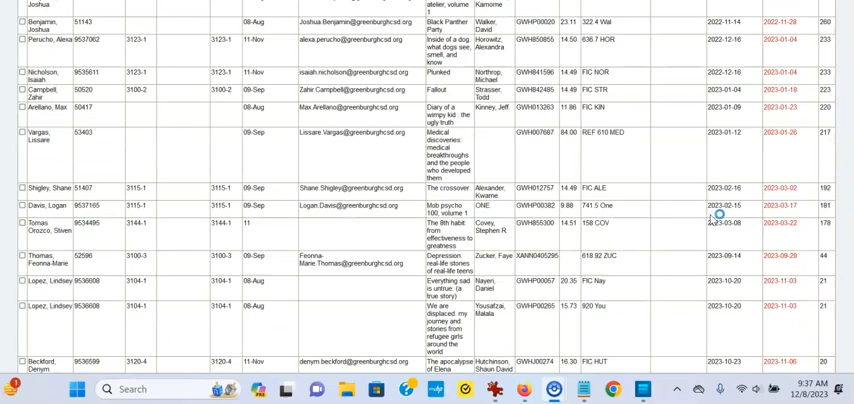 Joshua atelier, volume Kamome
1
Benjamin, 51143 08-Aug Joshua.Benjamin@greenburghcsd.org Black Panther Walker, GWHP00020 23.11 322.4 Wal 2022-11-14 2022-11-28 260
Joshua Party David
Perucho, Alexa 9537062 3123-1 3123-1 11-Nov alexa.perucho@greenburghcsd.org Inside of a dog. Horowitz, GWH850855 14.50 636.7 HOR 2022-12-16 2023-01-04 233
what dogs see, Alexandra
smell, and
know
Nicholson, 9535611 3123-1 3123-1 11-Nov isaiah.nicholson@greenburghcsd.org Plunked Northrop, GWH841596 14.49 FIC NOR 2022-12-16 2023-01-04 233
Isaiah Michael
Campbell, 50520 3100-2 3100-2 09-Sep Zahir.Campbell@greenburghcsd.org Fallout Strasser, GWH842485 14.49 FIC STR 2023-01-04 2023-01-18 223
Zahir Todd
Arellano, Max 50417 08-Aug Max.Arellano@greenburghcsd.org Diary of a Kinney, Jeff. GWH013263 11.86 FIC KIN 2023-01-09 2023-01-23 220
wimpy kid : the
ugly truth
Vargas, 53403 09-Sep Lissare.Vargas@greenburghcsd.org Medical GWH007687 84.00 REF 610 MED 2023-01-12 2023-01-26 217
Lissare discoveries:
medical
breakthroughs
and the people
who developed
them
Shigley, Shane 51407 3115-1 3115-1 09-Sep Shane.Shigley@greenburghcsd.org The crossover Alexander, GWH012757 14.49 FIC ALE 2023-02-16 2023-03-02 192
Kwame.
Davis, Logan 9537165 3115-1 3115-1 09-Sep Logan.Davis@greenburghcsd.org Mob psycho ONE. GWHP00382 9.88 741.5 One 2023-02-15 2023-03-17 181
100, volume 1
Tomas 9534495 3144-1 3144-1 11 The 8th habit: Covey, GWH855300 14.51 158 COV 2023-03-08 2023-03-22 178
Orozco, Stiven from Stephen R.
effectiveness to
greatness
Thomas, 52596 3100-3 3100-3 09-Sep Feonna- Depression: Zucker, Faye XANN0405295 618.92 ZUC 2023-09-14 2023-09-29 44
Feonna-Marie Marie.Thomas@greenburghcsd.org real-life stories
of real-life teens
Lopez, Lindsey 9536608 3104-1 3104-1 08-Aug Everything sad Nayeri, GWHP00057 20.35 FIC Nay 2023-10-20 2023-11-03 21
is untrue: (a Daniel
true story)
Lopez, Lindsey 9536608 3104-1 3104-1 08-Aug We are Yousafzai, GWHP00265 15.73 920 You 2023-10-20 2023-11-03 21
displaced: my Malala
journey and
stories from
refugee girls
around the
world
Beckford, 9536599 3120-4 3120-4 11-Nov denym.beckford@greenburghcsd.org The apocalypse Hutchinson, GWHJ00274 16.30 FIC HUT 2023-10-23 2023-11-06 20
Denym of Elena Shaun David
1 Search PRE 9:37 AM
12/8/2023